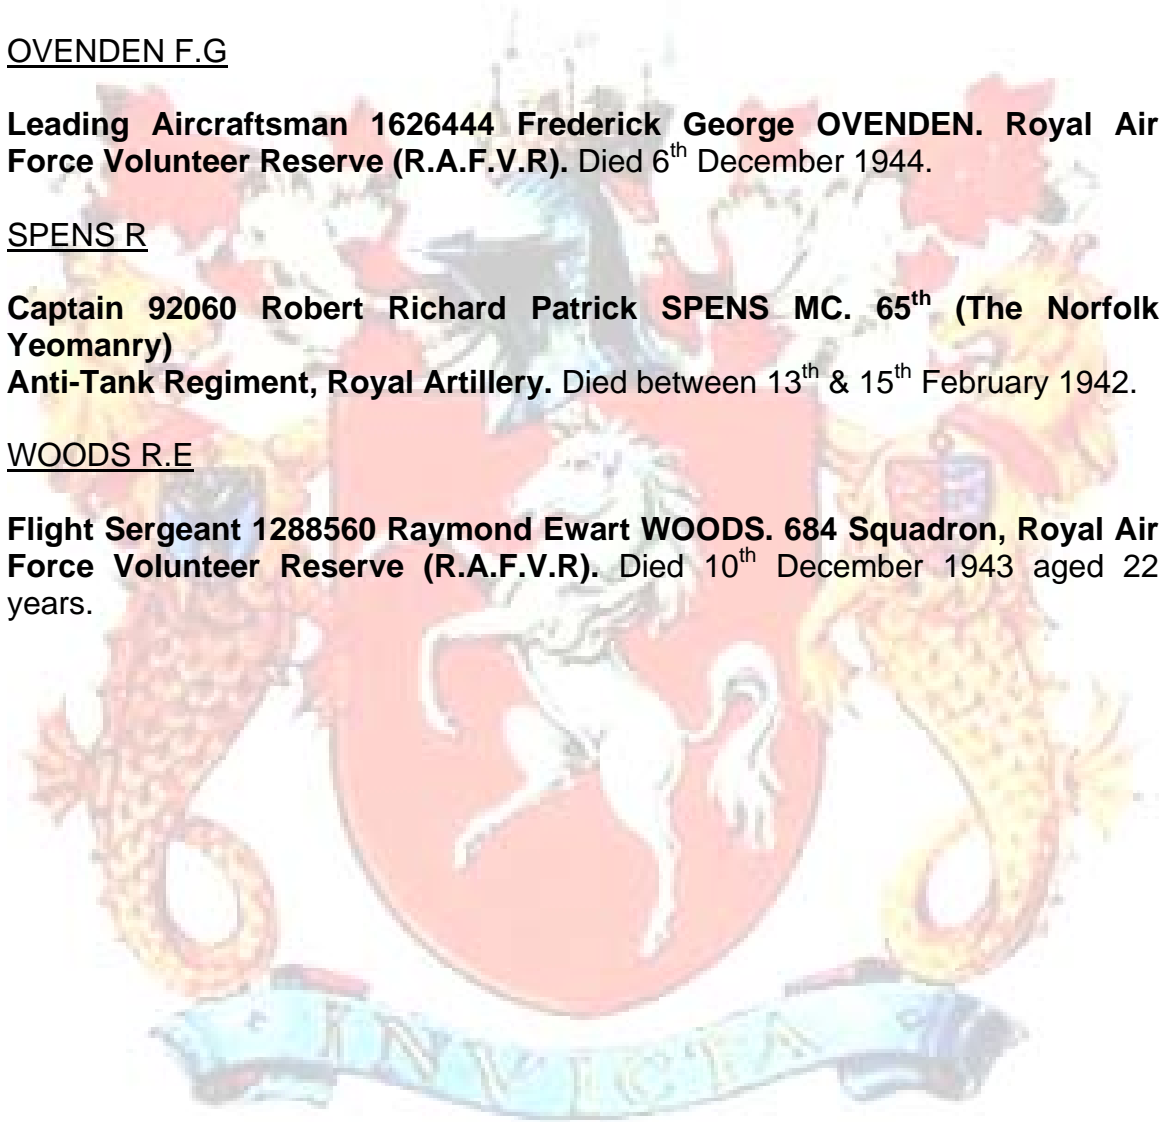 OVENDEN F.G
Leading Aircraftsman 1626444 Frederick George OVENDEN. Royal Air
Force Volunteer Reserve (R.A.F.V.R). Died 6th December 1944.
SPENS R
Captain 92060 Robert Richard Patrick SPENS MC. 65th (The Norfolk
Yeomanry)
Anti-Tank Regiment, Royal Artillery. Died between 13th & 15th February 1942.
WOODS R.E
Flight Sergeant 1288560 Raymond Ewart WOODS. 684 Squadron, Royal Air
Force Volunteer Reserve (R.A.F.V.R). Died 10th December 1943 aged 22
years.
INVICTA